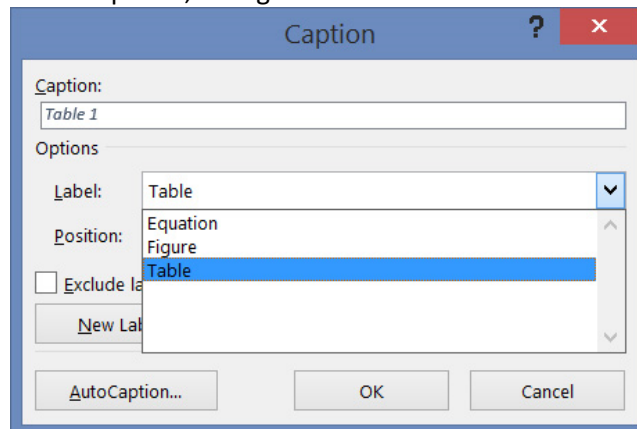 Caption ? ×
Caption:
Table 1
Options
Label: Table
Equation
Position:
Figure
Table
Exclude la
New Lab
AutoCaption... OK Cancel